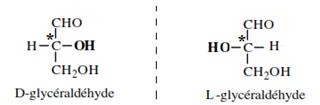 CHO CHO
* *
H–C–OH HO–C–H
CH₂OH CH₂OH
D-glycéraldéhyde L-glycéraldéhyde